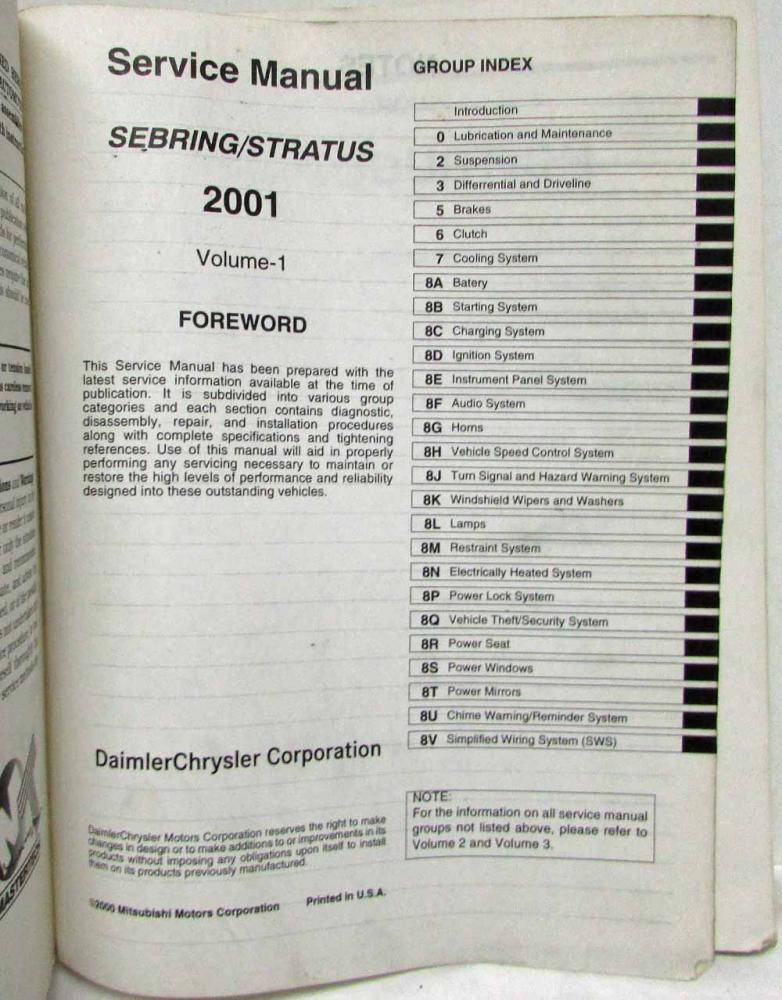 Service Manual
SEBRING/STRATUS
2001
Volume-1
FOREWORD
This Service Manual has been prepared with the
latest service information available at the time of
publication. It is subdivided into various group
categories and each section contains diagnostic,
disassembly, repair, and installation procedures
along with complete specifications and tightening
references. Use of this manual will aid in properly
performing any servicing necessary to maintain or
restore the high levels of performance and reliability
designed into these outstanding vehicles.
DaimlerChrysler Corporation
DaimlerChrysler Motors Corporation reserves the right to make
changes in design or to make additions to or improvements in its
products without imposing any obligations upon itself to install
them on its products previously manufactured.
©2000 Mitsubishi Motors Corporation Printed in U.S.A.
GROUP INDEX
Introduction
0 Lubrication and Maintenance
2 Suspension
3 Differrential and Driveline
5 Brakes
6 Clutch
7 Cooling System
8A Batery
8B Starting System
8C Charging System
8D Ignition System
8E Instrument Panel System
8F Audio System
8G Horns
8H Vehicle Speed Control System
8J Turn Signal and Hazard Warning System
8K Windshield Wipers and Washers
8L Lamps
8M Restraint System
8N Electrically Heated System
8P Power Lock System
8Q Vehicle Theft/Security System
8R Power Seat
8S Power Windows
8T Power Mirrors
8U Chime Warning/Reminder System
8V Simplified Wiring System (SWS)
NOTE:
For the information on all service manual
groups not listed above, please refer to
Volume 2 and Volume 3.